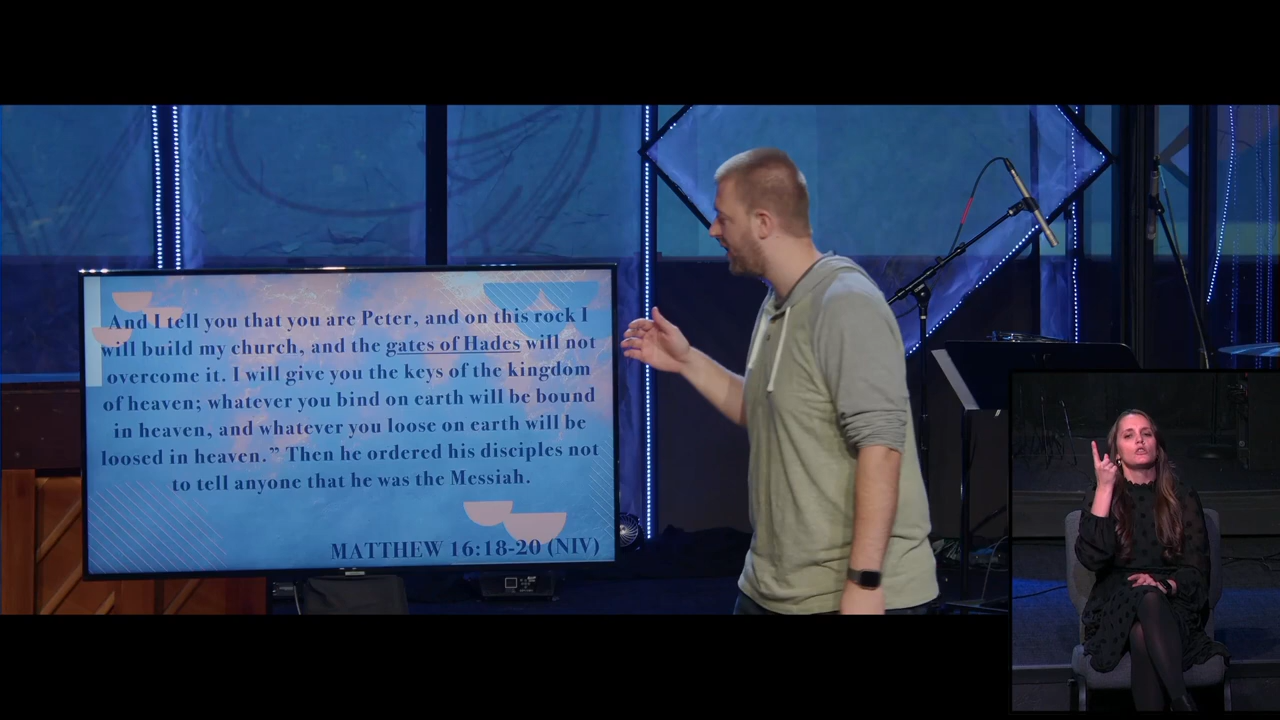 And I tell you that you are Peter, and on this rock I
will build my church, and the gates of Hades will not
overcome it. I will give you the keys of the kingdom
of heaven; whatever you bind on earth will be bound
in heaven, and whatever you loose on earth will be
loosed in heaven.” Then he ordered his disciples not
to tell anyone that he was the Messiah.
MATTHEW 16:18-20 (NIV)